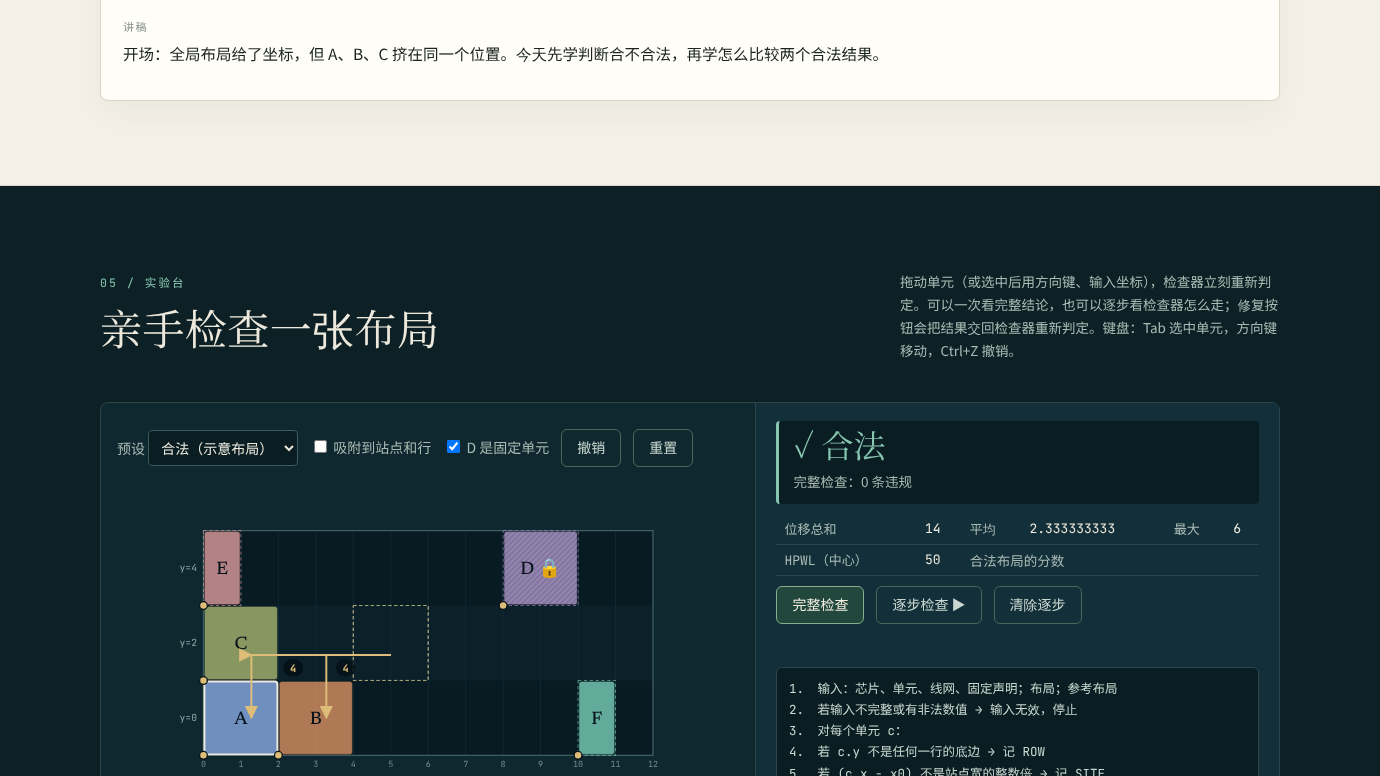 讲稿
开场：全局布局给了坐标，但 A、B、C 挤在同一个位置。今天先学判断合不合法，再学怎么比较两个合法结果。
05 / 实验台
亲手检查一张布局
拖动单元（或选中后用方向键、输入坐标），检查器立刻重新判
定。可以一次看完整结论，也可以逐步看检查器怎么走；修复按
钮会把结果交回检查器重新判定。键盘：Tab 选中单元，方向键
移动，Ctrl+Z 撤销。
预设 合法（示意布局） 吸附到站点和行 D 是固定单元 撤销 重置
y=4 E D
y=2 C 4 4
y=0 A B F
0 1 2 3 4 5 6 7 8 9 10 11 12
✓ 合法
完整检查：0 条违规
位移总和 14 平均 2.333333333 最大 6
HPWL（中心） 50 合法布局的分数
完整检查 逐步检查 ▶ 清除逐步
1. 输入：芯片、单元、线网、固定声明；布局；参考布局
2. 若输入不完整或有非法数值 → 输入无效，停止
3. 对每个单元 c：
4. 若 c.y 不是任何一行的底边 → 记 ROW
5. 若 (c.x - x0) 不是站点宽的整数倍 → 记 SITE